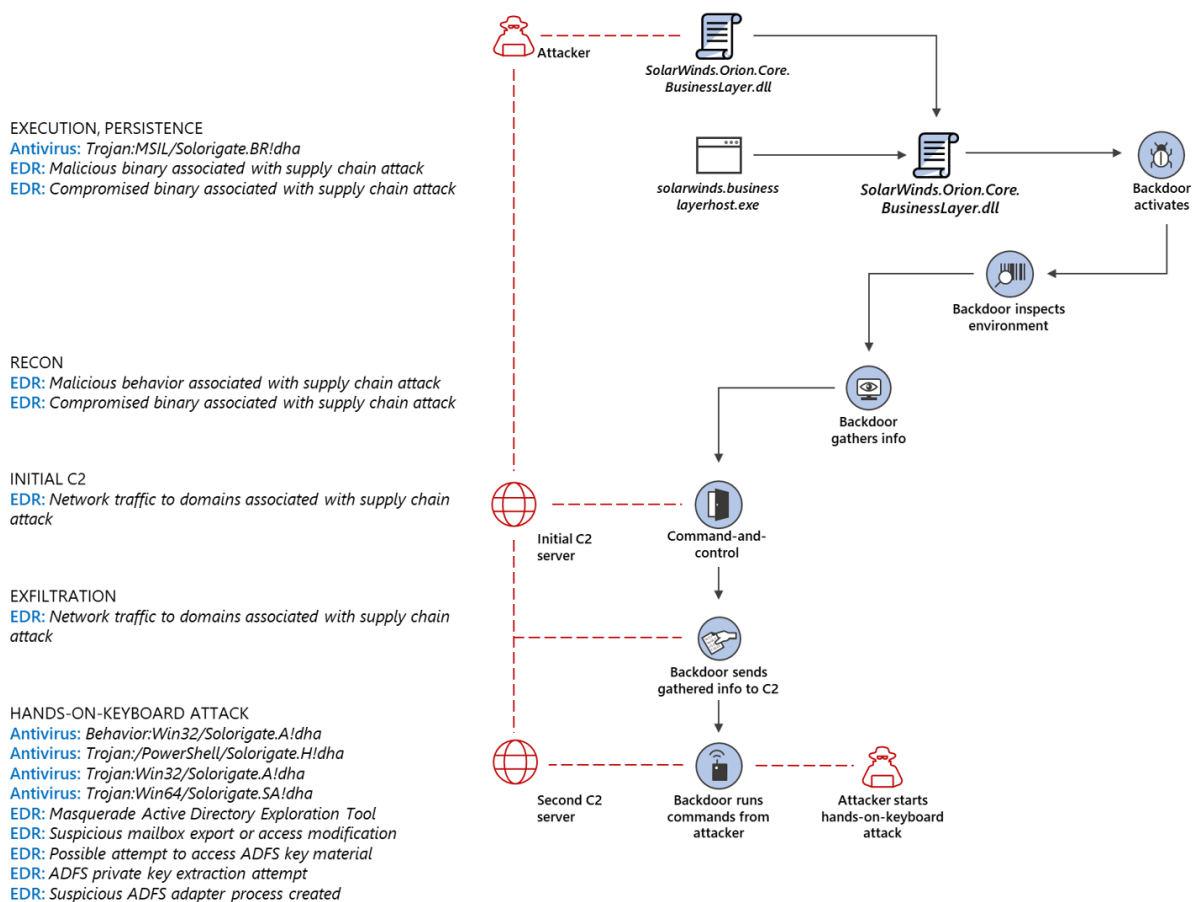 Attacker
SolarWinds.Orion.Core.
BusinessLayer.dll
EXECUTION, PERSISTENCE
Antivirus: Trojan:MSIL/Solorigate.BR!dha
EDR: Malicious binary associated with supply chain attack
EDR: Compromised binary associated with supply chain attack
solarwinds.business
layerhost.exe
SolarWinds.Orion.Core.
BusinessLayer.dll
Backdoor
activates
Backdoor inspects
environment
RECON
EDR: Malicious behavior associated with supply chain attack
EDR: Compromised binary associated with supply chain attack
Backdoor
gathers info
INITIAL C2
EDR: Network traffic to domains associated with supply chain
attack
Initial C2
server
Command-and-
control
EXFILTRATION
EDR: Network traffic to domains associated with supply chain
attack
Backdoor sends
gathered info to C2
HANDS-ON-KEYBOARD ATTACK
Antivirus: Behavior:Win32/Solorigate.A!dha
Antivirus: Trojan:/PowerShell/Solorigate.H!dha
Antivirus: Trojan:Win32/Solorigate.A!dha
Antivirus: Trojan:Win64/Solorigate.SA!dha
EDR: Masquerade Active Directory Exploration Tool
EDR: Suspicious mailbox export or access modification
EDR: Possible attempt to access ADFS key material
EDR: ADFS private key extraction attempt
EDR: Suspicious ADFS adapter process created
Second C2
server
Backdoor runs
commands from
attacker
Attacker starts
hands-on-keyboard
attack